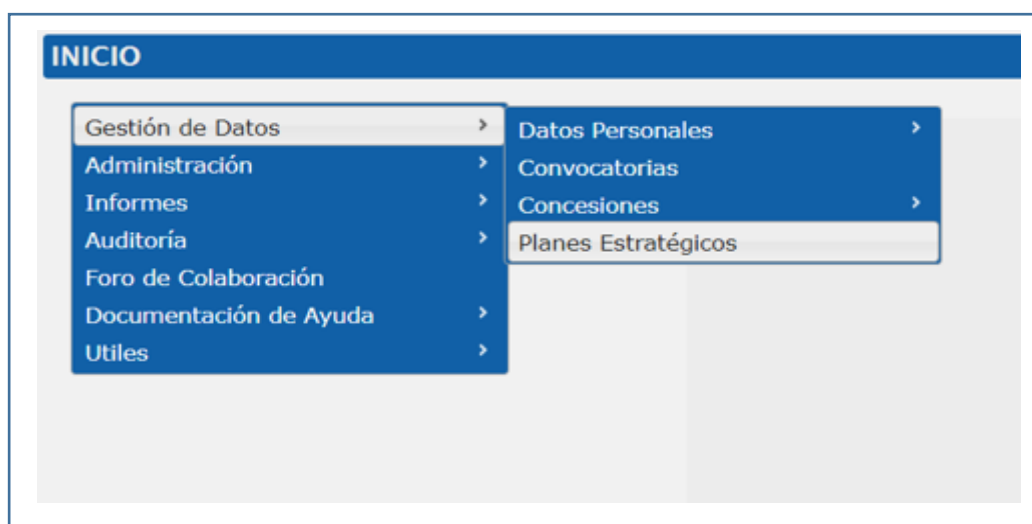 INICIO
Gestión de Datos
Administración
Informes
Auditoría
Foro de Colaboración
Documentación de Ayuda
Utiles
Datos Personales
Convocatorias
Concesiones
Planes Estratégicos